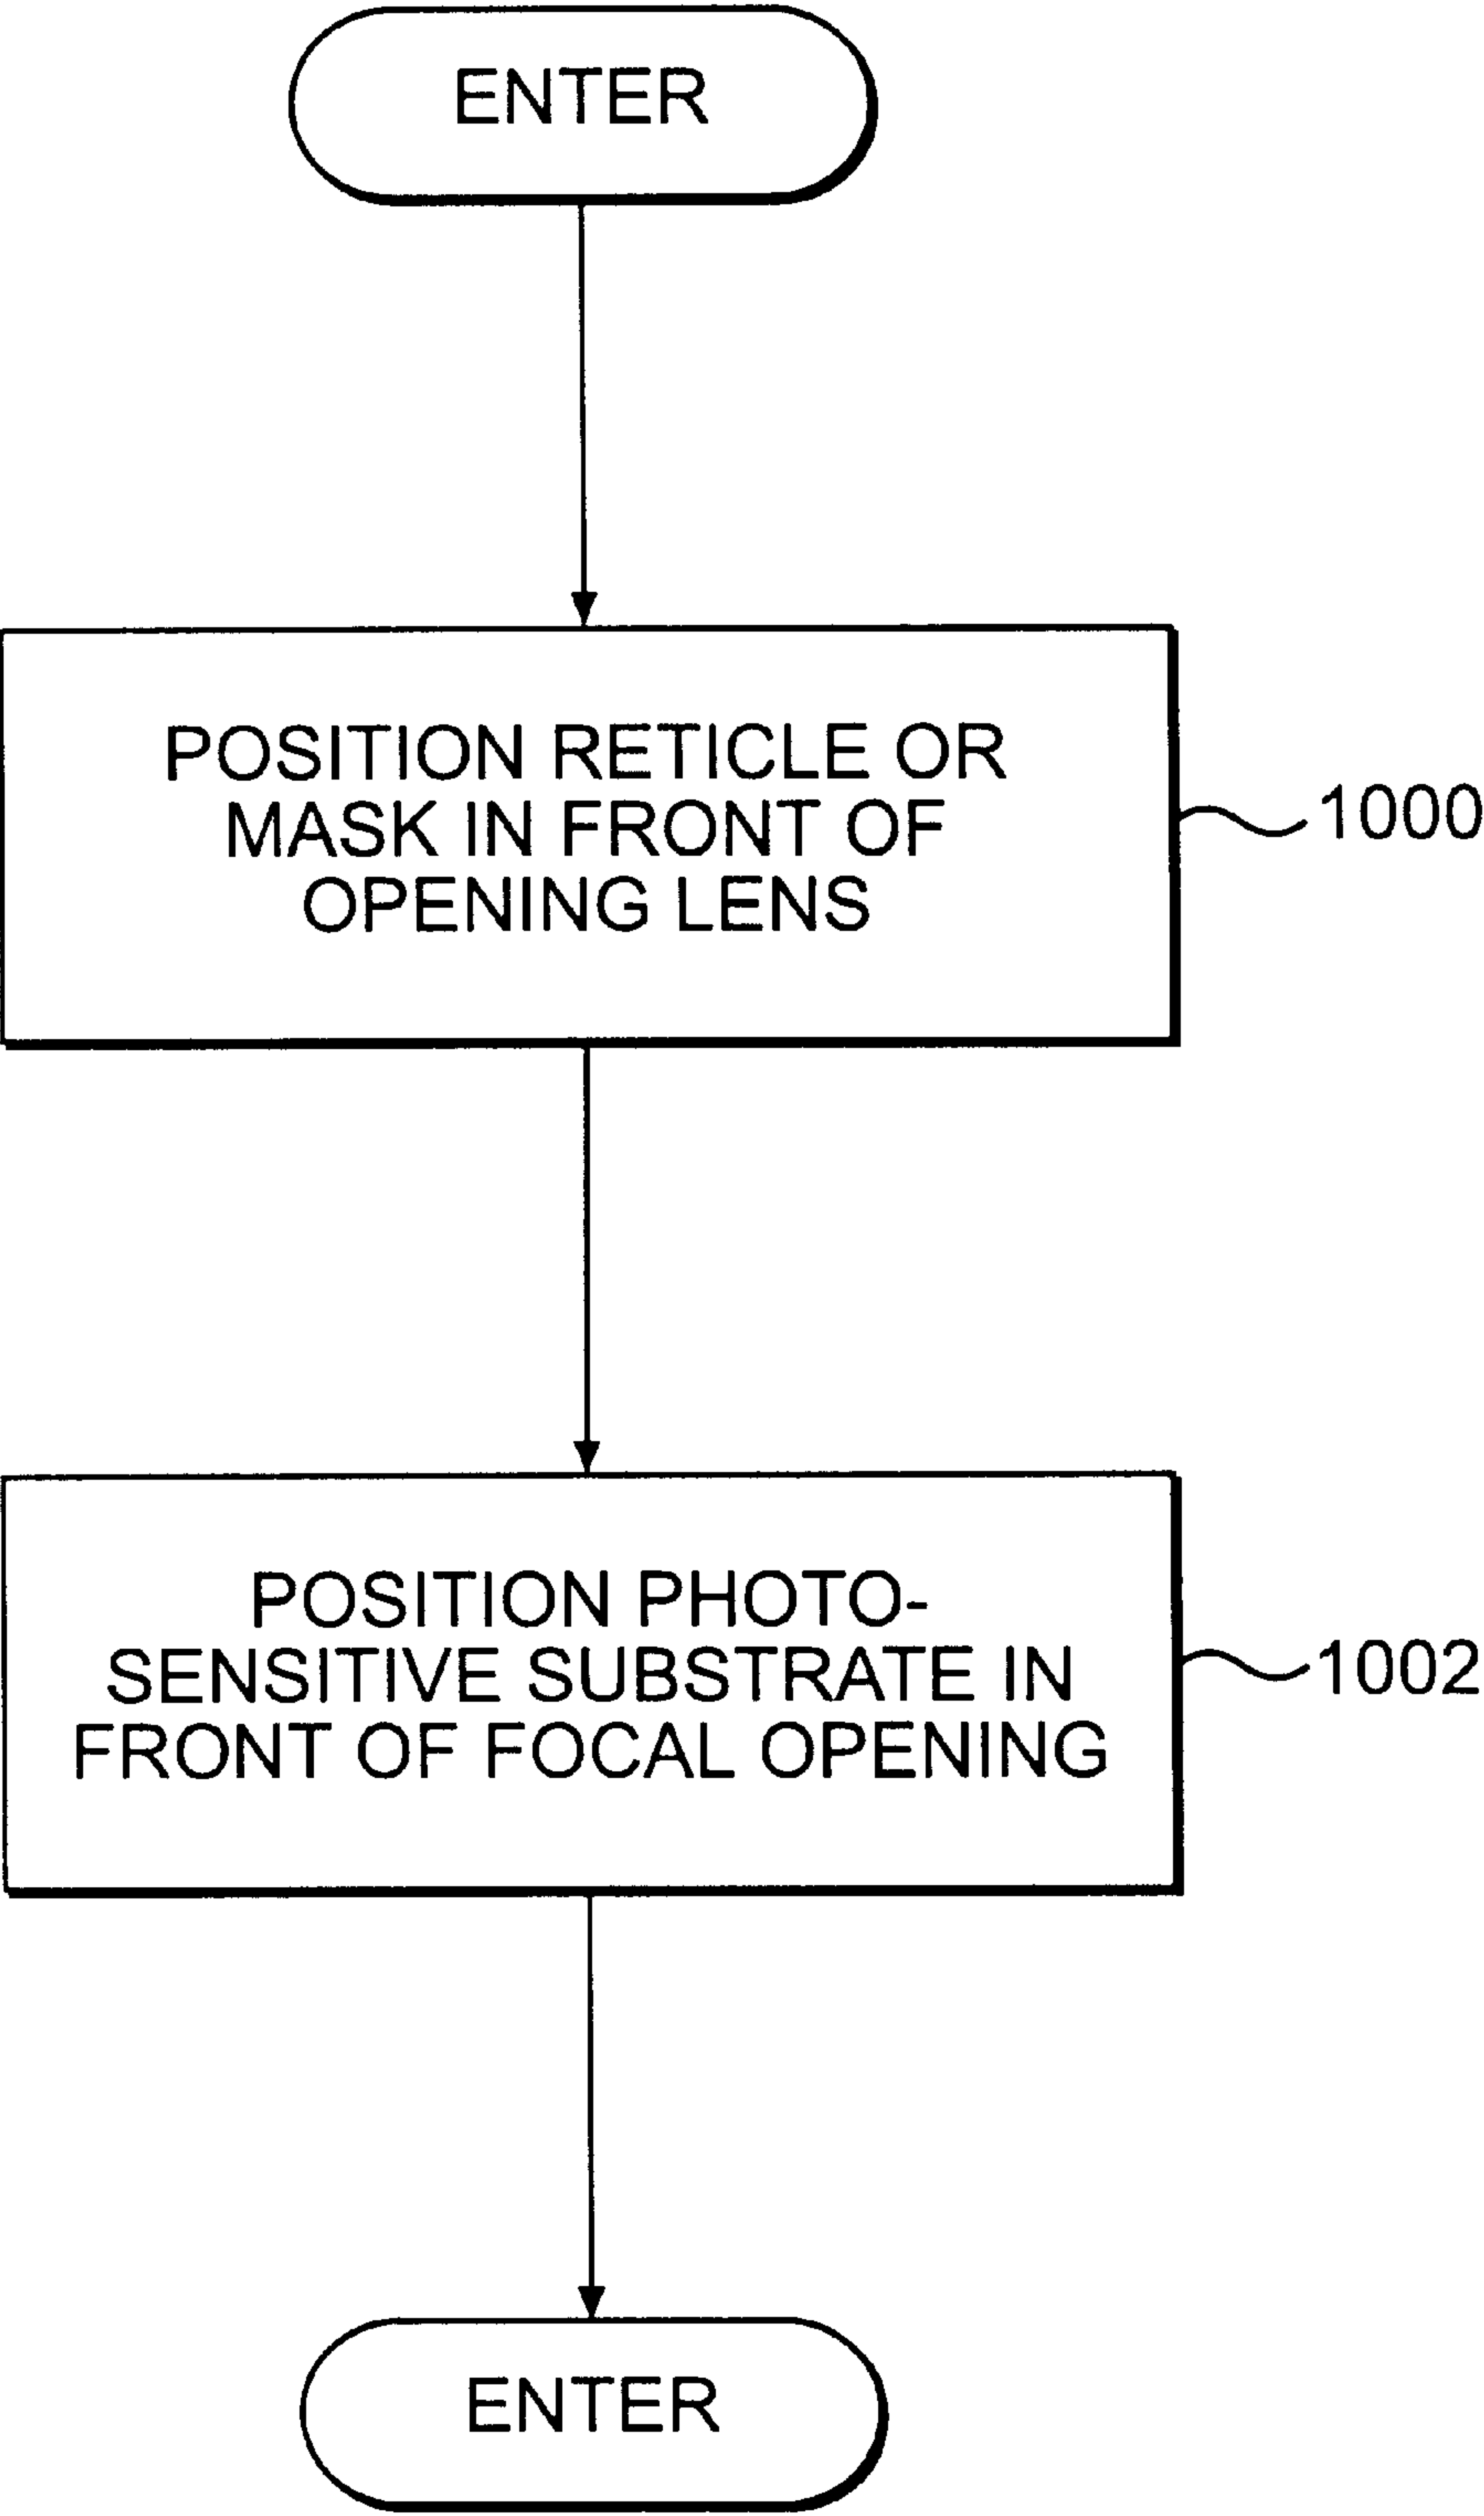 ENTER
POSITION RETICLE OR
MASK IN FRONT OF
OPENING LENS
1000
POSITION PHOTO-
SENSITIVE SUBSTRATE IN
FRONT OF FOCAL OPENING
1002
ENTER